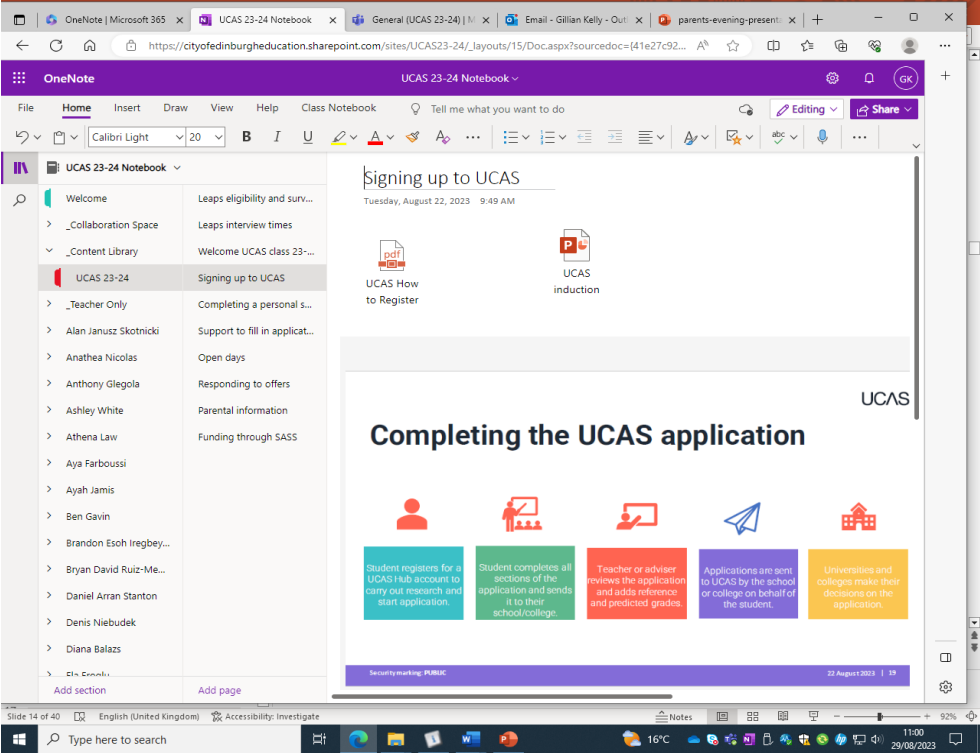 OneNote | Microsoft 365
UCAS 23-24 Notebook
General (UCAS 23-24) | M
Email - Gillian Kelly - Out
parents-evening-present
https://cityofedinburgheducation.sharepoint.com/sites/UCAS23-24/_layouts/15/Doc.aspx?sourcedoc={41e27c92...
OneNote
UCAS 23-24 Notebook
GK
File Home Insert Draw View Help Class Notebook Tell me what you want to do
Editing
Share
Calibri Light 20 B I U A A abc
UCAS 23-24 Notebook
Welcome
_Collaboration Space
_Content Library
UCAS 23-24
_Teacher Only
Alan Janusz Skotnicki
Anathea Nicolas
Anthony Glegola
Ashley White
Athena Law
Aya Farboussi
Ayah Jamis
Ben Gavin
Brandon Esoh Iregbey...
Bryan David Ruiz-Me...
Daniel Arran Stanton
Denis Niebudek
Diana Balazs
Add section
Leaps eligibility and surv...
Leaps interview times
Welcome UCAS class 23-...
Signing up to UCAS
Completing a personal s...
Support to fill in applicat...
Open days
Responding to offers
Parental information
Funding through SASS
Add page
Signing up to UCAS
Tuesday, August 22, 2023 9:49 AM
pdf
UCAS How
to Register
P
UCAS
induction
UCAS
Completing the UCAS application
Student registers for a
UCAS Hub account to
carry out research and
start application.
Student completes all
sections of the
application and sends
it to their
school/college.
Teacher or adviser
reviews the application
and adds reference
and predicted grades.
Applications are sent
to UCAS by the school
or college on behalf of
the student.
Universities and
colleges make their
decisions on the
application.
Security marking: PUBLIC
22 August 2023 | 19
Slide 14 of 40 English (United Kingdom) Accessibility: Investigate Notes 92%
Type here to search
16°C
11:00
29/08/2023